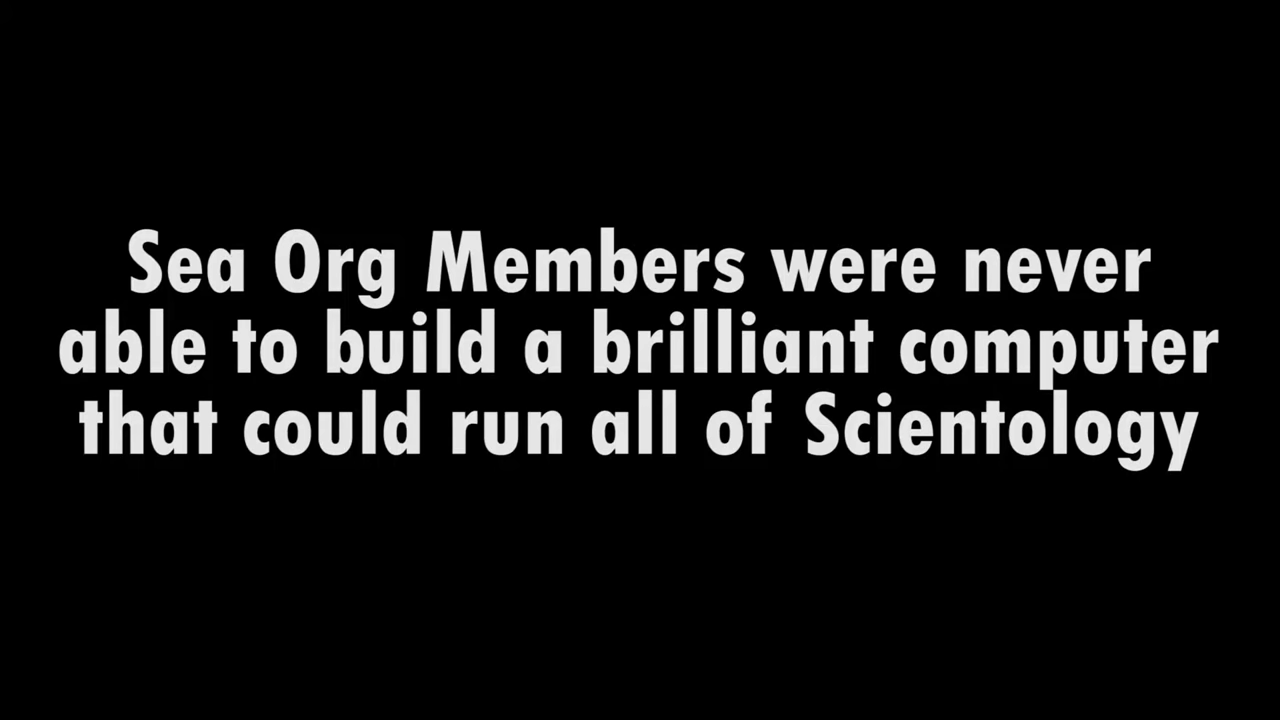 Sea Org Members were never
able to build a brilliant computer
that could run all of Scientology